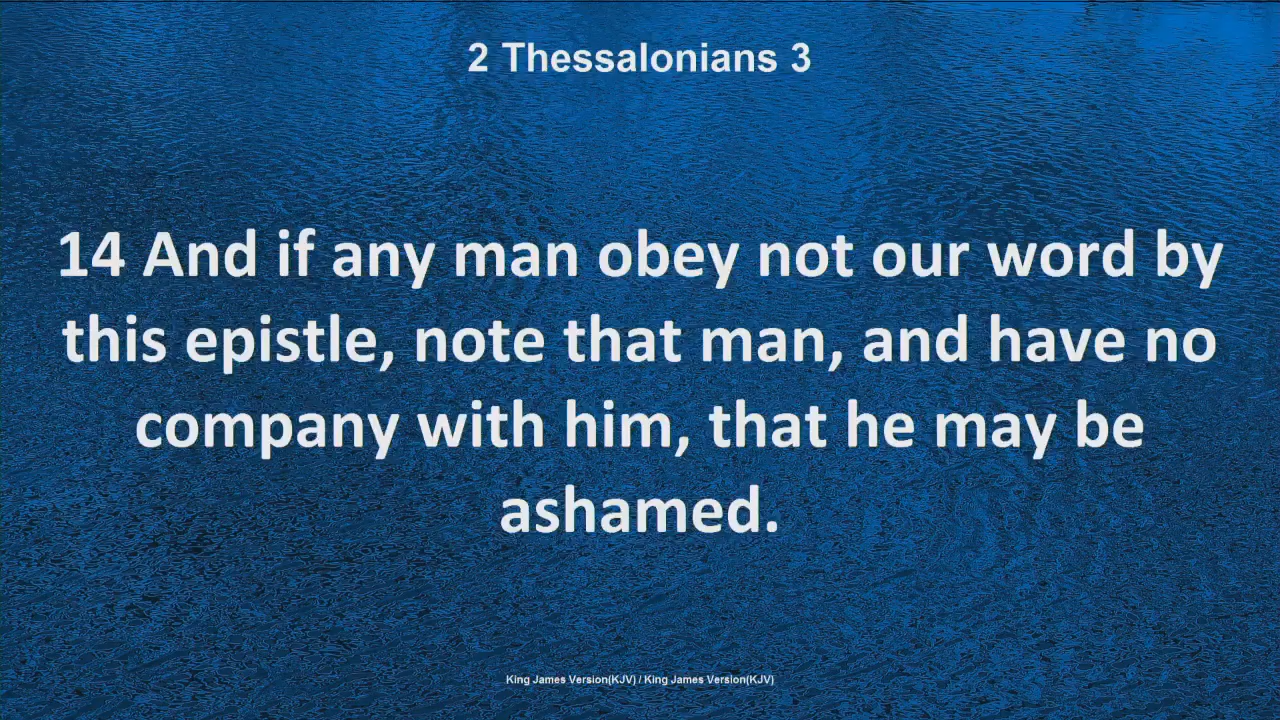 2 Thessalonians 3
14 And if any man obey not our word by
this epistle, note that man, and have no
company with him, that he may be
ashamed.
King James Version(KJV) / King James Version(KJV)